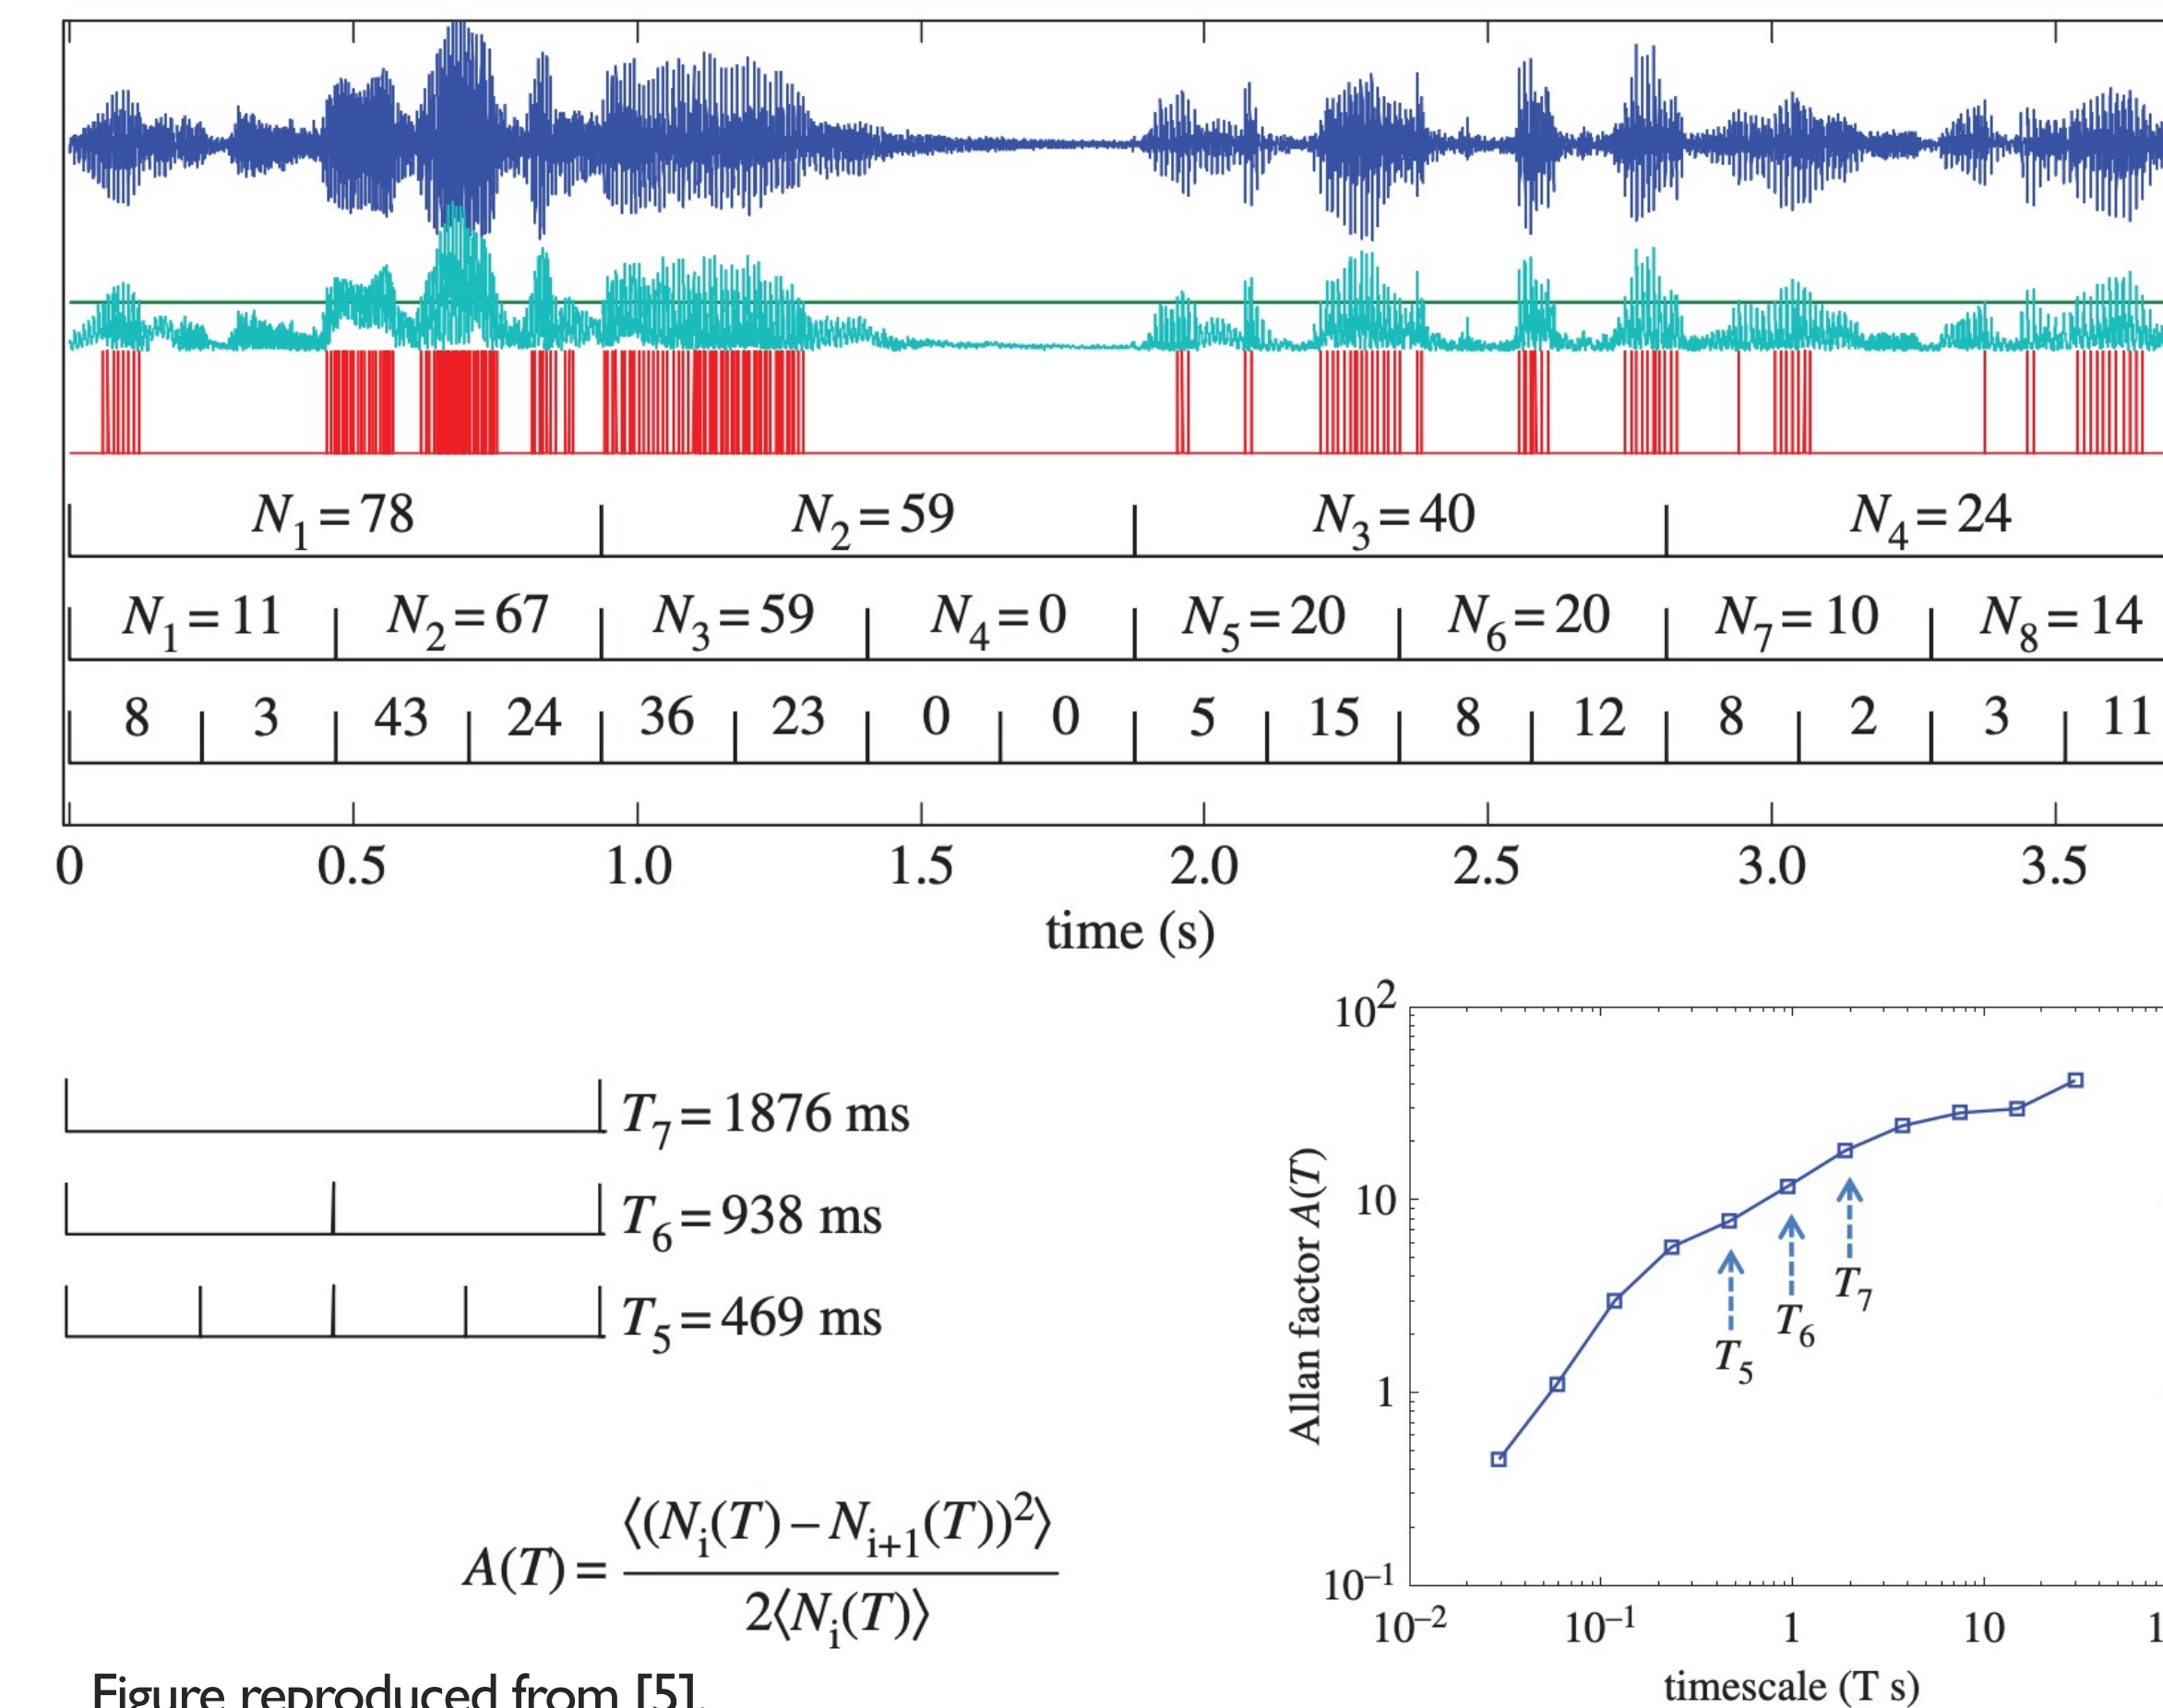 N1 = 78 N2 = 59 N3 = 40 N4 = 24
N1 = 11 N2 = 67 N3 = 59 N4 = 0 N5 = 20 N6 = 20 N7 = 10 N8 = 14
8 3 43 24 36 23 0 0 5 15 8 12 8 2 3 11
0 0.5 1.0 1.5 2.0 2.5 3.0 3.5
time (s)
T7 = 1876 ms
T6 = 938 ms
T5 = 469 ms
A(T) = ⟨(Ni(T) – Ni+1(T))²⟩ / 2⟨Ni(T)⟩
Figure reproduced from [5].
10²
10
1
10⁻¹
Allan factor A(T)
T7
T6
T5
10⁻² 10⁻¹ 1 10
timescale (T s)